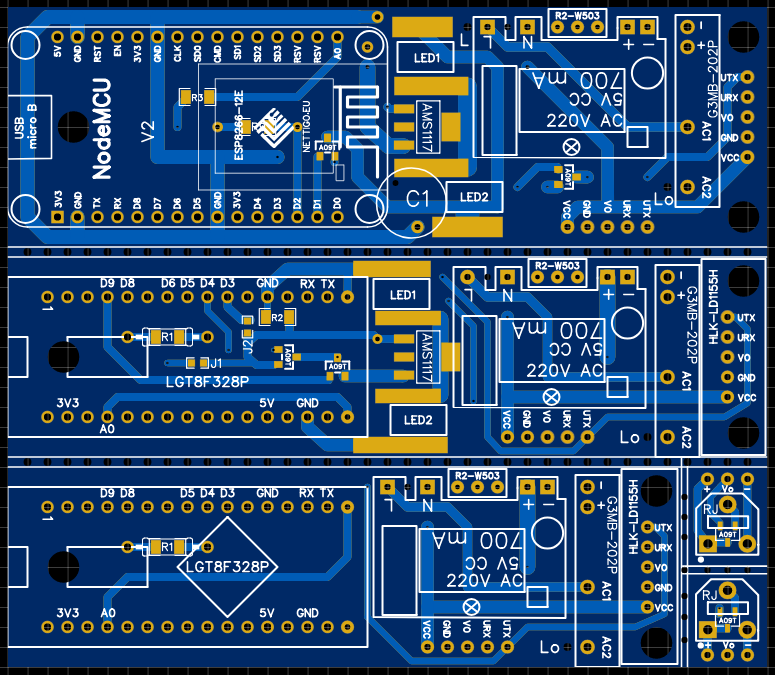 5V GND RST EN 3V3 GND CLK SD0 CMD SD1 SD2 SD3 RSV RSV A0
L L N R2-W503
+ −
− +
LED1
700 mA
5V CC
220V AC
G3MB-202P
UTX
URX
VO
GND
VCC
USB
micro B
NodeMCU
V2
R3
ESP8266-12E
NETTIGO.EU
A09T
AMS1117
AC1
AC2
A09T
C1
LED2
Lo
VCC GND VO URX UTX
3V3 GND TX RX D8 D7 D6 D5 GND 3V3 D4 D3 D2 D1 D0
D9 D8 D6 D5 D4 D3 GND RX TX
1
LED1
L N R2-W503
+ −
− +
G3MB-202P
HLK-LD1155H
UTX
URX
VO
GND
VCC
R1
R2
J2
J1
A09T
A09T
LGT8F328P
AMS1117
700 mA
5V CC
220V AC
AC1
AC2
3V3 A0 5V GND
LED2
VCC GND VO URX UTX
Lo
D9 D8 D5 D4 D3 GND RX TX
1
L N R2-W503
+ −
− +
G3MB-202P
HLK-LD1155H
UTX
URX
VO
GND
VCC
R1
LGT8F328P
700 mA
5V CC
220V AC
AC1
AC2
3V3 A0 5V GND
VCC GND VO URX UTX
Lo
+ Vo −
RJ
A09T
RJ
A09T
+ Vo −